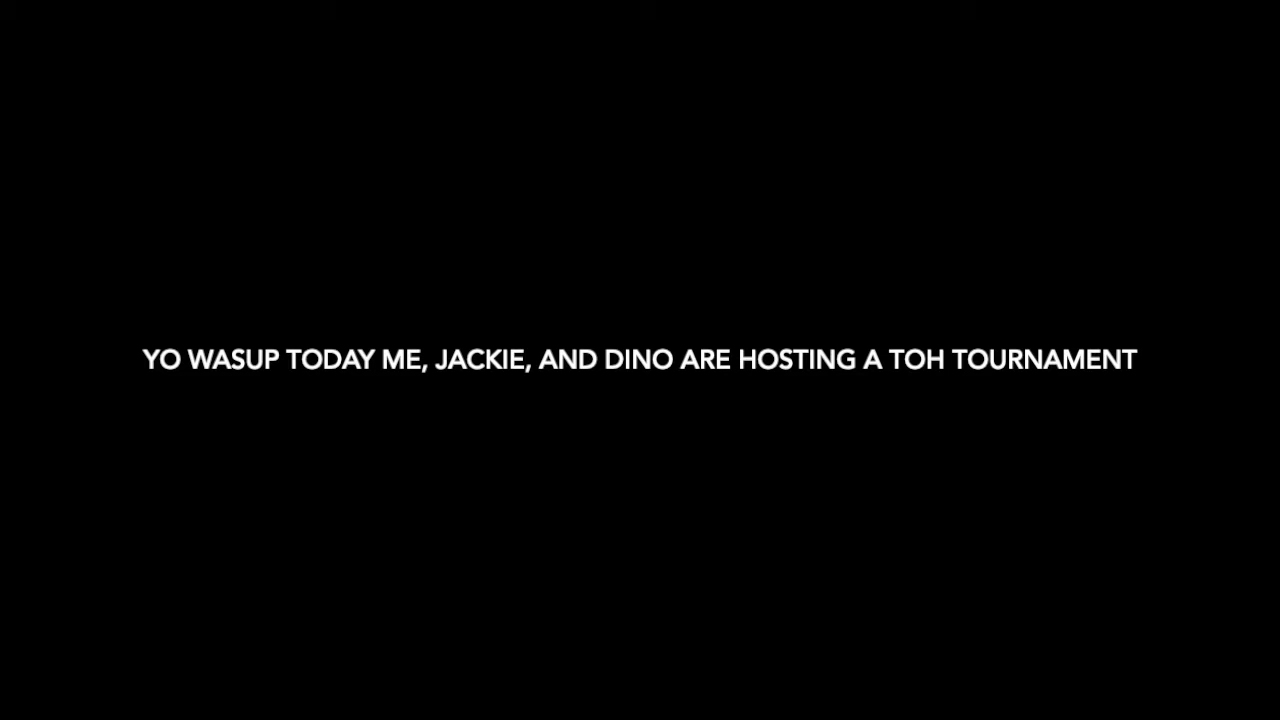 YO WASUP TODAY ME, JACKIE, AND DINO ARE HOSTING A TOH TOURNAMENT